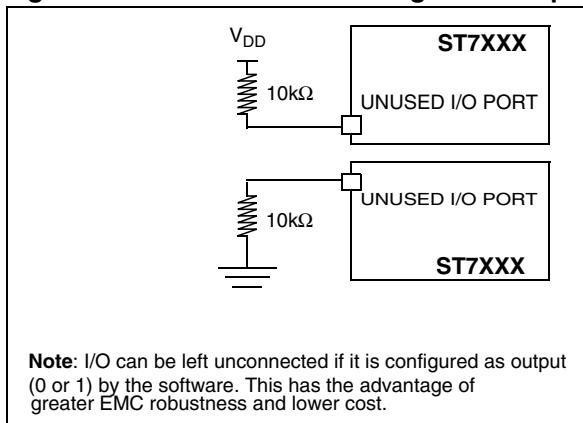 V_DD
ST7XXX
10kΩ
UNUSED I/O PORT
UNUSED I/O PORT
10kΩ
ST7XXX
Note: I/O can be left unconnected if it is configured as output
(0 or 1) by the software. This has the advantage of
greater EMC robustness and lower cost.